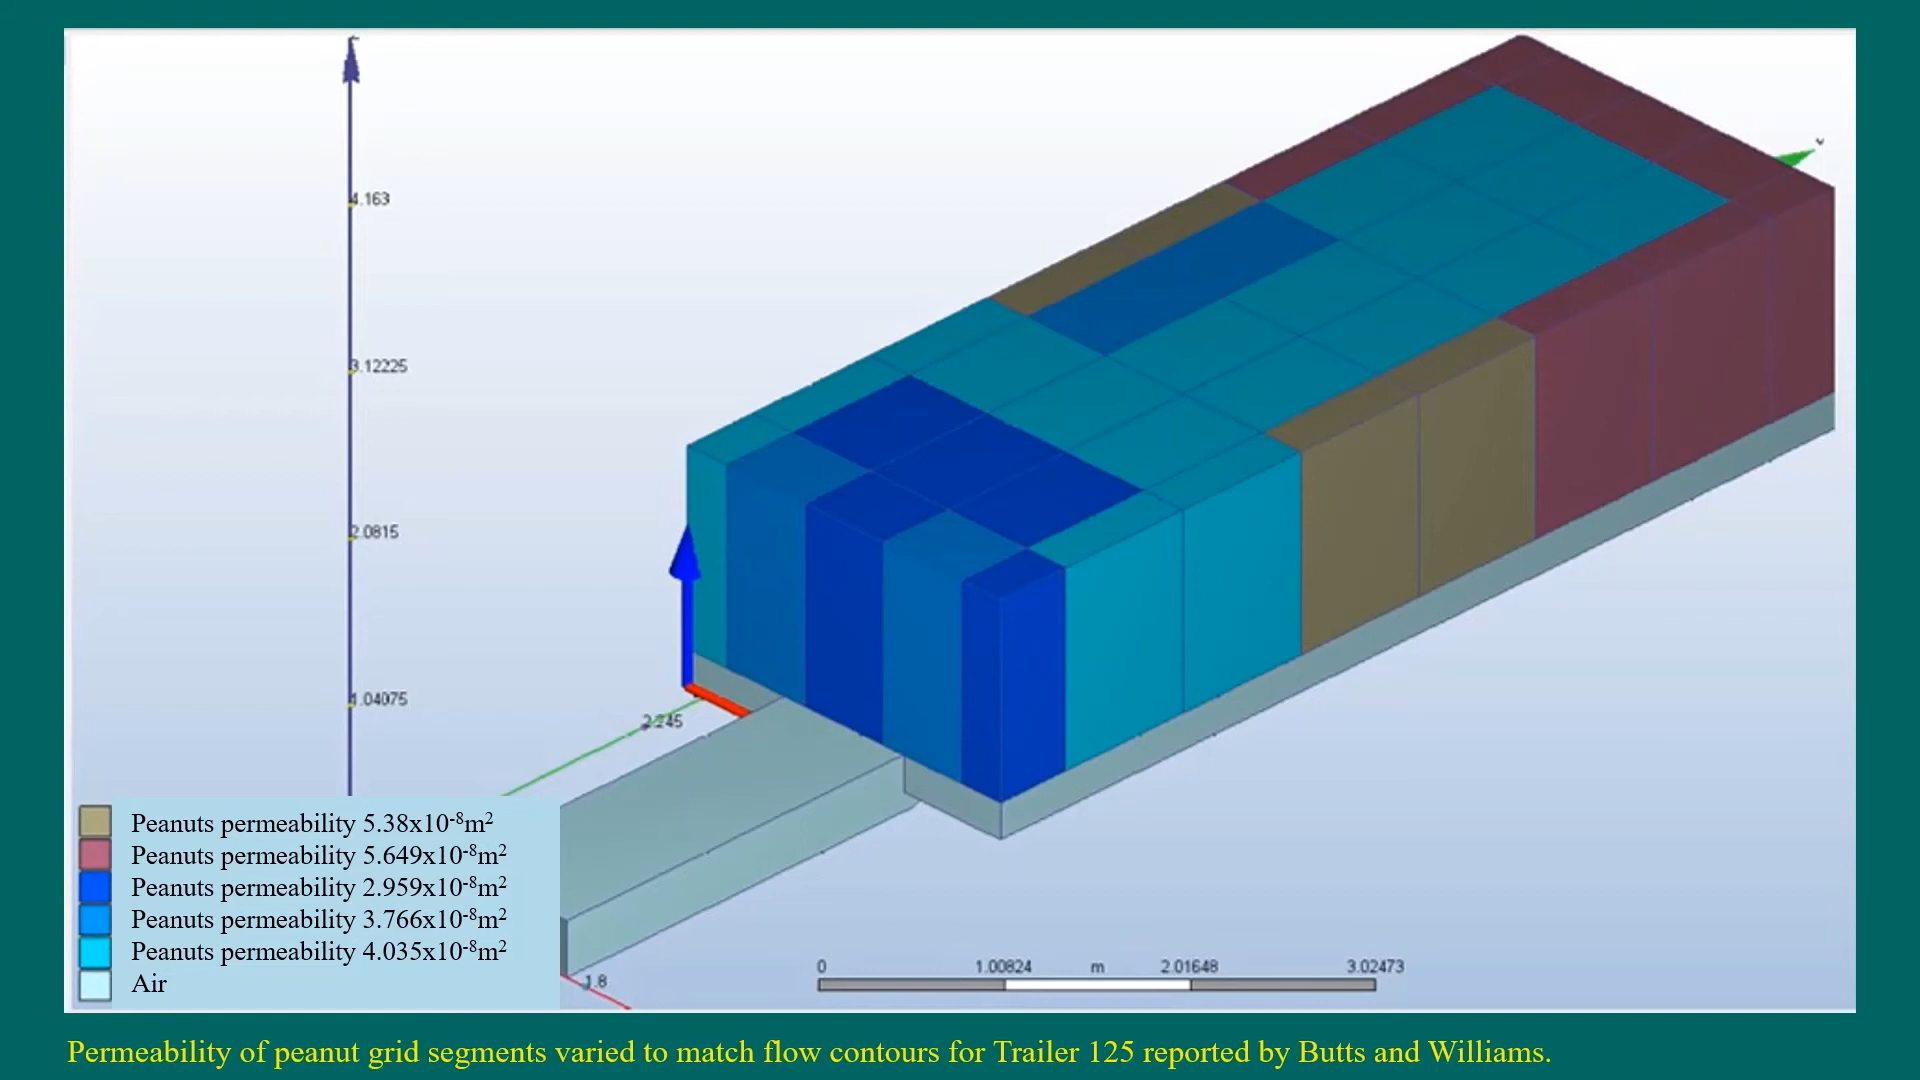 4.163
3.12225
2.0815
1.04075
2.245
Peanuts permeability 5.38x10⁻⁸m²
Peanuts permeability 5.649x10⁻⁸m²
Peanuts permeability 2.959x10⁻⁸m²
Peanuts permeability 3.766x10⁻⁸m²
Peanuts permeability 4.035x10⁻⁸m²
Air
0 1.00824 m 2.01648 3.02473
Permeability of peanut grid segments varied to match flow contours for Trailer 125 reported by Butts and Williams.